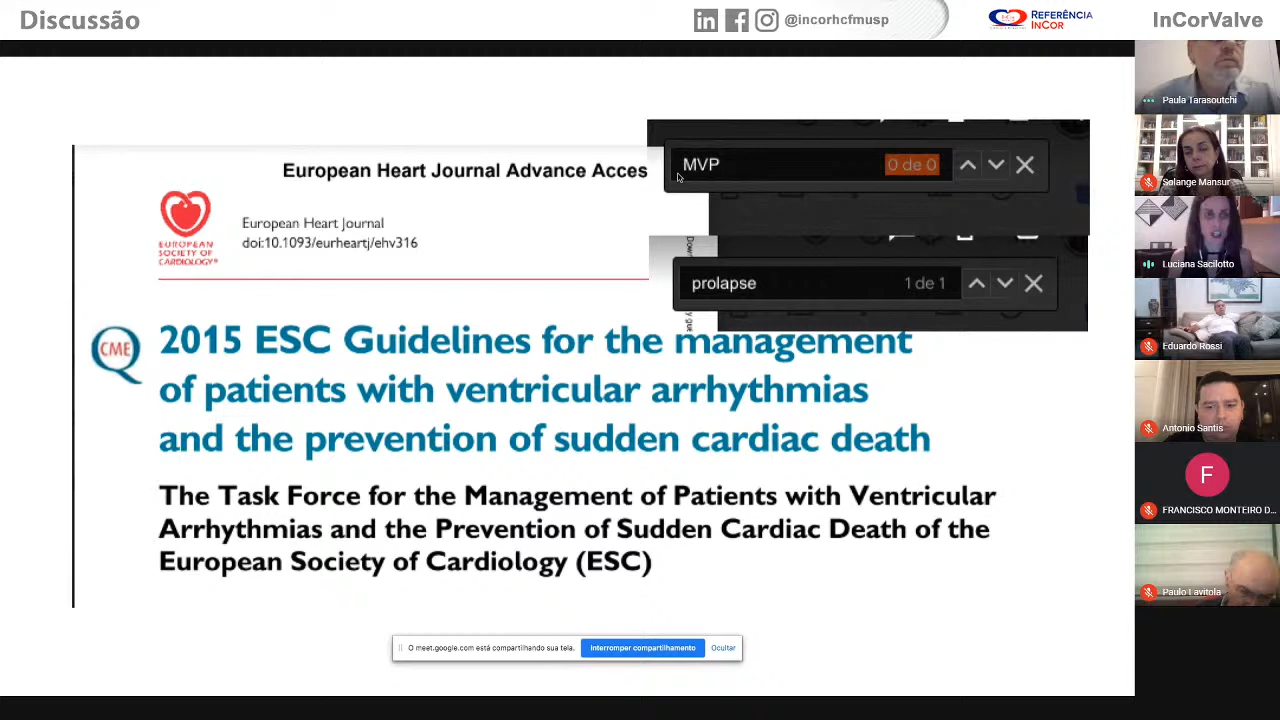 Discussão
@incorhcfmusp
REFERÊNCIA
InCor
InCorValve
European Heart Journal Advance Acces
EUROPEAN
SOCIETY OF
CARDIOLOGY®
European Heart Journal
doi:10.1093/eurheartj/ehv316
MVP
0 de 0
prolapse
1 de 1
CME
2015 ESC Guidelines for the management
of patients with ventricular arrhythmias
and the prevention of sudden cardiac death
The Task Force for the Management of Patients with Ventricular
Arrhythmias and the Prevention of Sudden Cardiac Death of the
European Society of Cardiology (ESC)
O meet.google.com está compartilhando sua tela.
Interromper compartilhamento
Ocultar
Paula Tarasoutchi
Solange Mansur
Luciana Sacilotto
Eduardo Rossi
Antonio Santis
F
FRANCISCO MONTEIRO D...
Paulo Lavitola